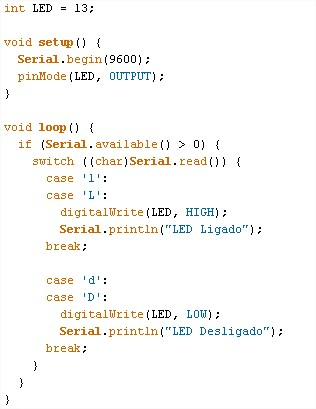 int LED = 13;
void setup() {
Serial.begin(9600);
pinMode(LED, OUTPUT);
}
void loop() {
if (Serial.available() > 0) {
switch ((char)Serial.read()) {
case 'l':
case 'L':
digitalWrite(LED, HIGH);
Serial.println("LED Ligado");
break;
case 'd':
case 'D':
digitalWrite(LED, LOW);
Serial.println("LED Desligado");
break;
}
}
}